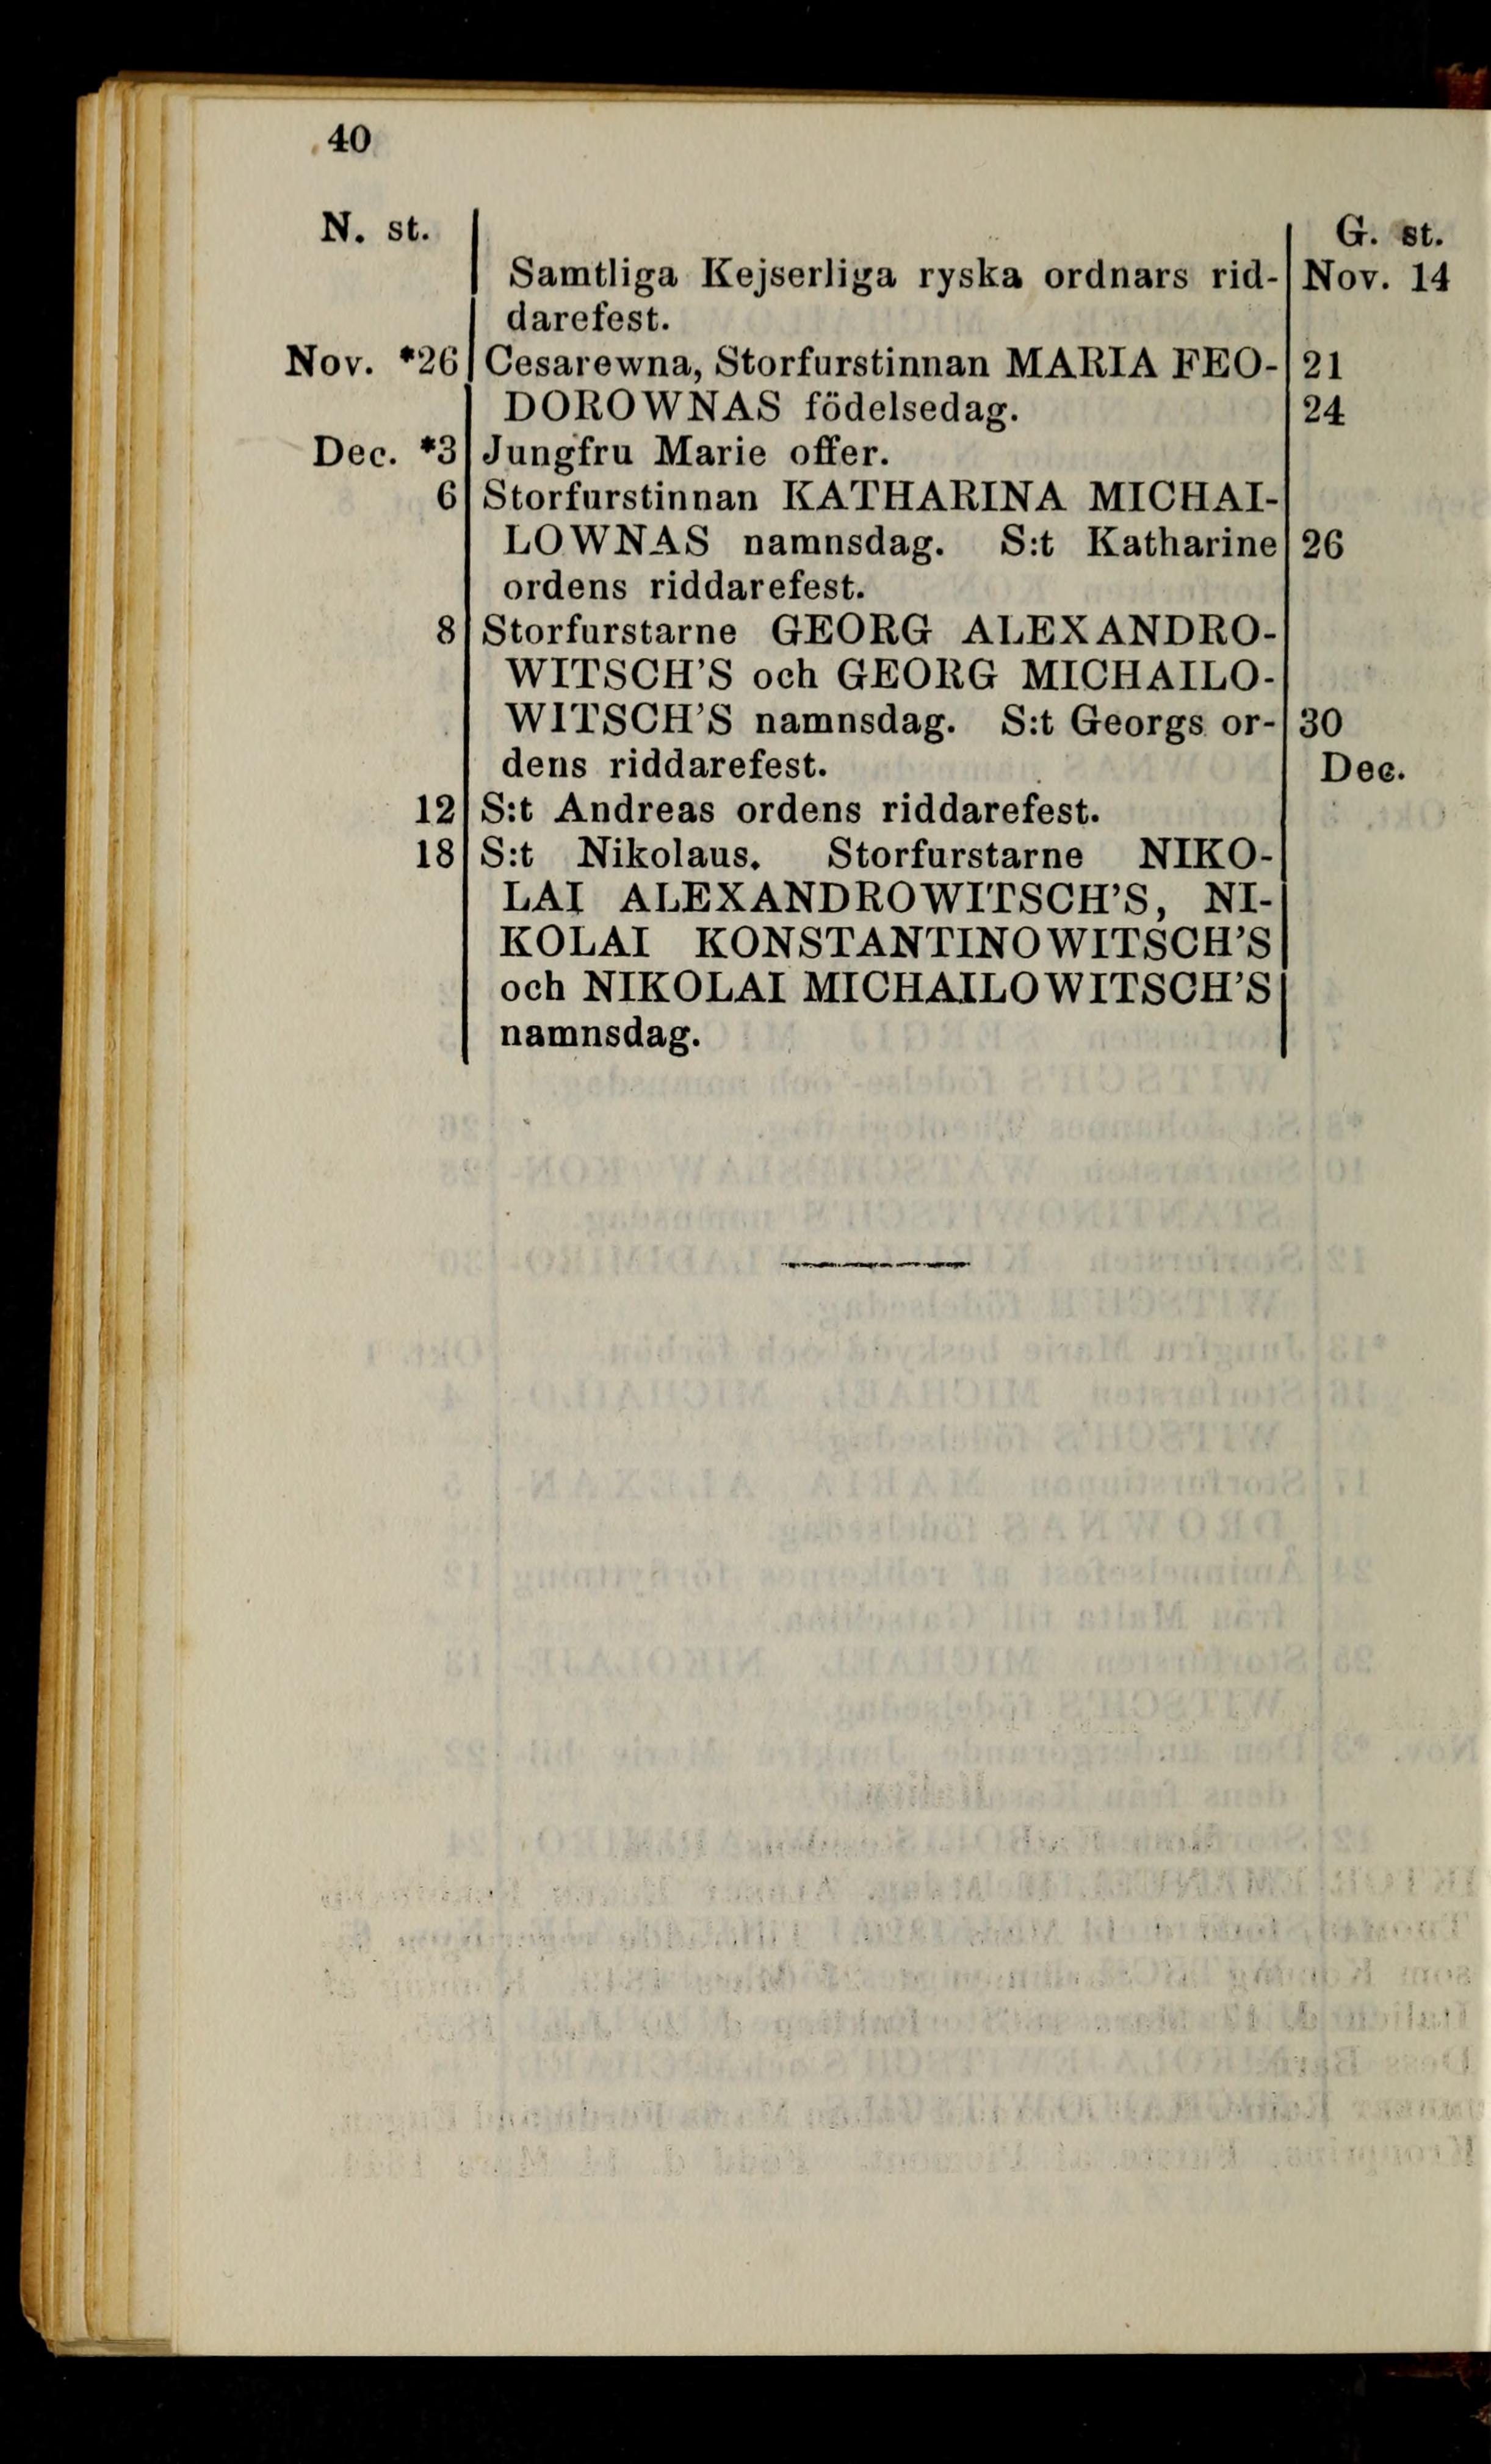 40
N. st. G. st.
Samtliga Kejserliga ryska ordnars rid- Nov. 14
darefest.
Nov. *26 Cesarewna, Storfurstinnan MARIA FEO- 21
DOROWNAS födelsedag. 24
Dec. *3 Jungfru Marie offer.
6 Storfurstinnan KATHARINA MICHAI-
LOWNAS namnsdag. S:t Katharine 26
ordens riddarefest.
8 Storfurstarne GEORG ALEXANDRO-
WITSCH'S och GEORG MICHAILO-
WITSCH'S namnsdag. S:t Georgs or- 30
dens riddarefest. Dec.
12 S:t Andreas ordens riddarefest.
18 S:t Nikolaus. Storfurstarne NIKO-
LAI ALEXANDROWITSCH'S, NI-
KOLAI KONSTANTINOWITSCH'S
och NIKOLAI MICHAILOWITSCH'S
namnsdag.